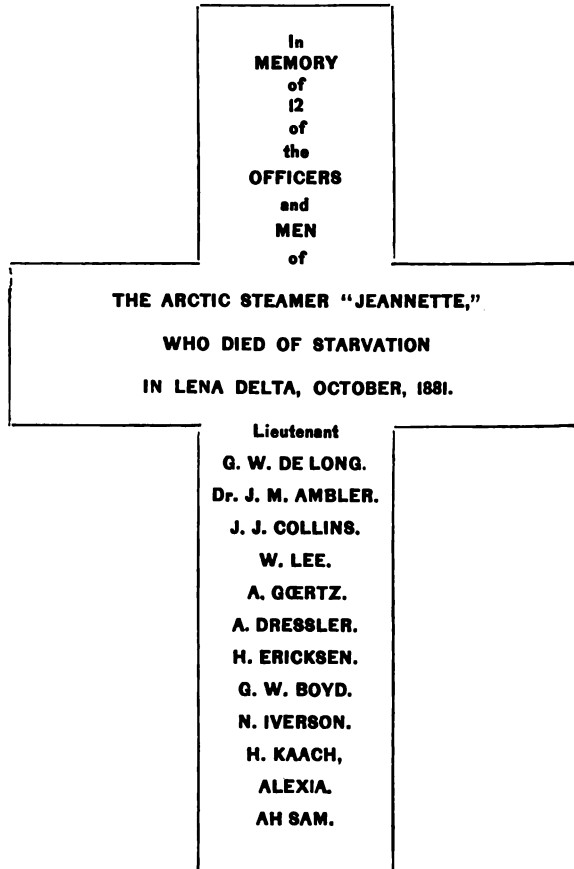 In
MEMORY
of
12
of
the
OFFICERS
and
MEN
of
THE ARCTIC STEAMER “JEANNETTE,”
WHO DIED OF STARVATION
IN LENA DELTA, OCTOBER, 1881.
Lieutenant
G. W. DE LONG.
Dr. J. M. AMBLER.
J. J. COLLINS.
W. LEE.
A. GŒRTZ.
A. DRESSLER.
H. ERICKSEN.
G. W. BOYD.
N. IVERSON.
H. KAACH,
ALEXIA.
AH SAM.